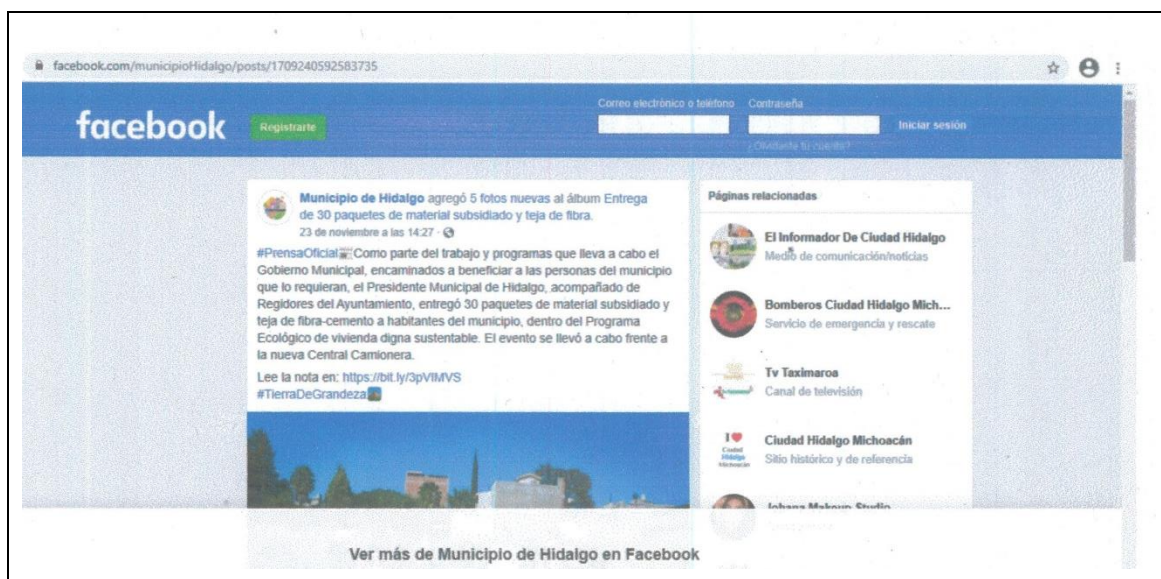 facebook.com/municipioHidalgo/posts/1709240592583735
facebook
Registrarte
Correo electrónico o teléfono
Contraseña
Iniciar sesión
¿Olvidaste tu cuenta?
Municipio de Hidalgo agregó 5 fotos nuevas al álbum Entrega
de 30 paquetes de material subsidiado y teja de fibra.
23 de noviembre a las 14:27 ·
#PrensaOficial Como parte del trabajo y programas que lleva a cabo el
Gobierno Municipal, encaminados a beneficiar a las personas del municipio
que lo requieran, el Presidente Municipal de Hidalgo, acompañado de
Regidores del Ayuntamiento, entregó 30 paquetes de material subsidiado y
teja de fibra-cemento a habitantes del municipio, dentro del Programa
Ecológico de vivienda digna sustentable. El evento se llevó a cabo frente a
la nueva Central Camionera.
Lee la nota en: https://bit.ly/3pVIMVS
#TierraDeGrandeza
Páginas relacionadas
El Informador De Ciudad Hidalgo
Medio de comunicación/noticias
Bomberos Ciudad Hidalgo Mich...
Servicio de emergencia y rescate
Tv Taximaroa
Canal de televisión
I
Ciudad
Hidalgo
Michoacán
Ciudad Hidalgo Michoacán
Sitio histórico y de referencia
Johana Makeup Studio
Ver más de Municipio de Hidalgo en Facebook